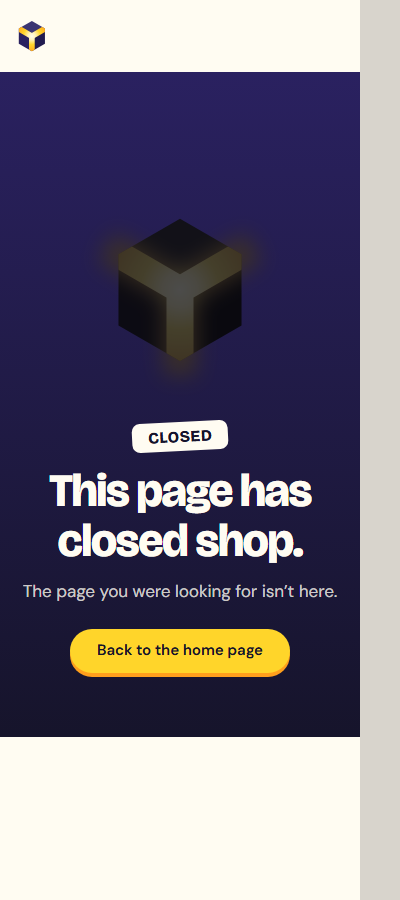 CLOSED
This page has
closed shop.
The page you were looking for isn’t here.
Back to the home page